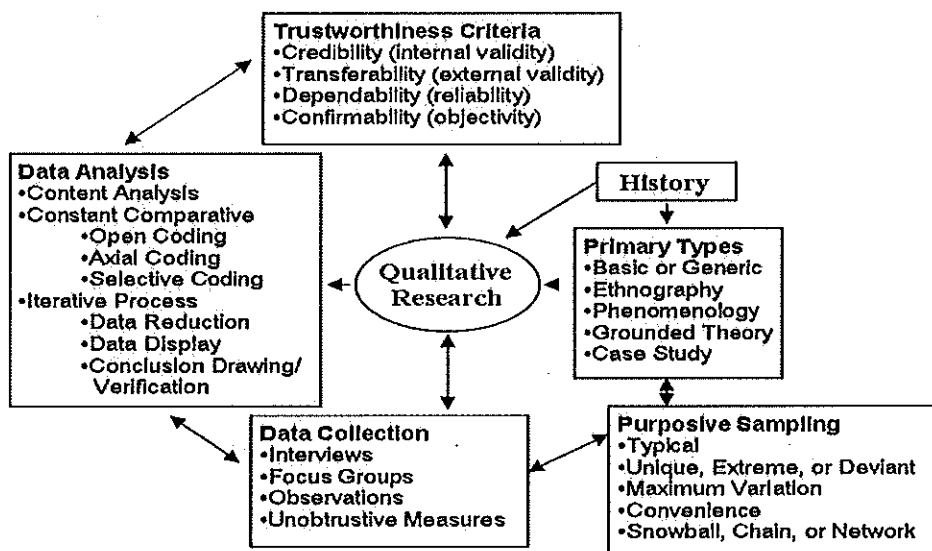 Trustworthiness Criteria
•Credibility (internal validity)
•Transferability (external validity)
•Dependability (reliability)
•Confirmability (objectivity)
Data Analysis
•Content Analysis
•Constant Comparative
•Open Coding
•Axial Coding
•Selective Coding
•Iterative Process
•Data Reduction
•Data Display
•Conclusion Drawing/
Verification
History
Qualitative
Research
Primary Types
•Basic or Generic
•Ethnography
•Phenomenology
•Grounded Theory
•Case Study
Data Collection
•Interviews
•Focus Groups
•Observations
•Unobtrustive Measures
Purposive Sampling
•Typical
•Unique, Extreme, or Deviant
•Maximum Variation
•Convenience
•Snowball, Chain, or Network